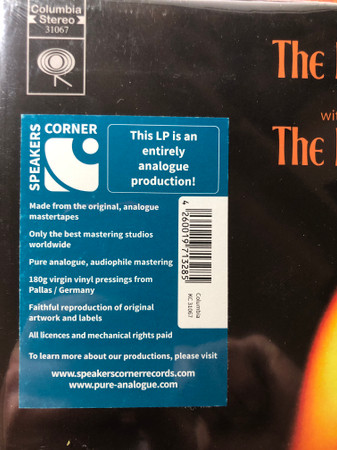 Columbia
Stereo
31067
The
wit
The
SPEAKERS CORNER
This LP is an
entirely
analogue
production!
Made from the original, analogue
mastertapes
Only the best mastering studios
worldwide
Pure analogue, audiophile mastering
180g virgin vinyl pressings from
Pallas / Germany
Faithful reproduction of original
artwork and labels
All licences and mechanical rights paid
To learn more about our productions, please visit
www.speakerscornerrecords.com
www.pure-analogue.com
4 260019 713285
Columbia
KC 31067